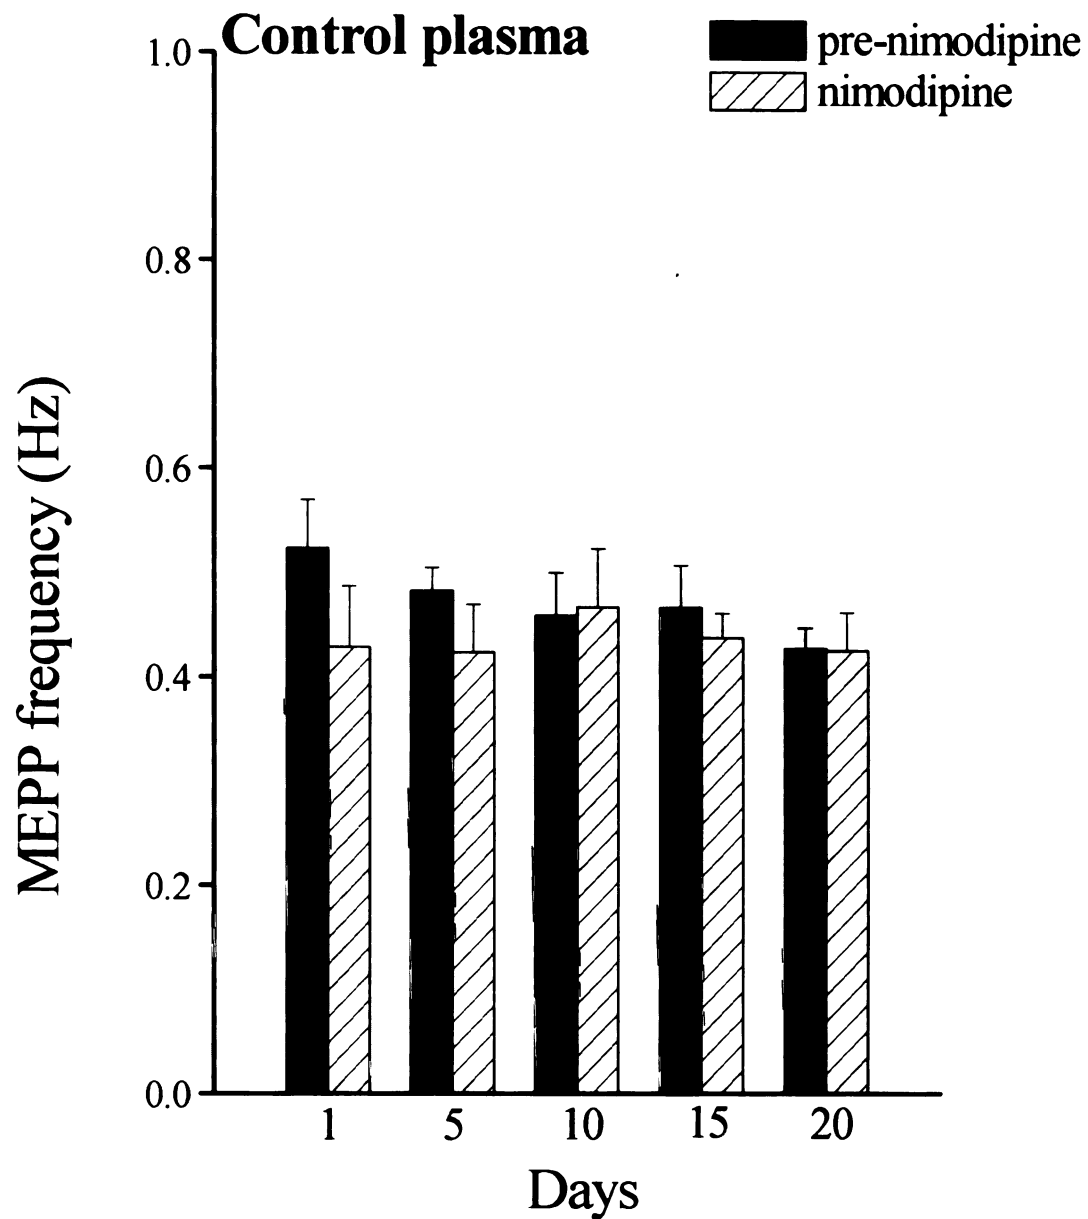 Control plasma
pre-nimodipine
nimodipine
MEPP frequency (Hz)
1.0
0.8
0.6
0.4
0.2
0.0
1 5 10 15 20
Days